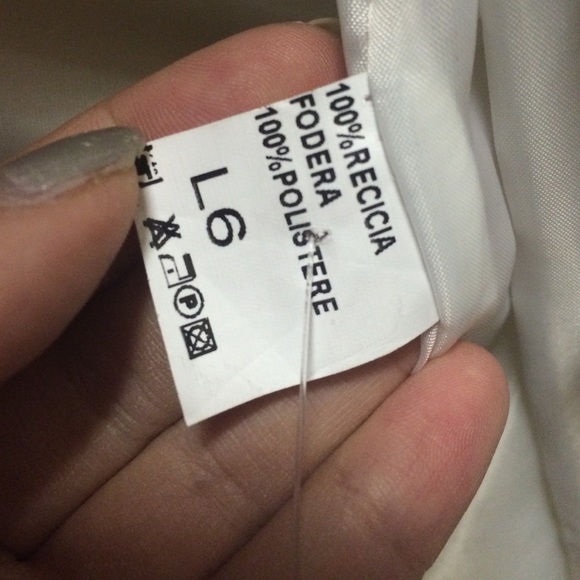 100%RECICIA
FODERA
100%POLISTERE
L6
P